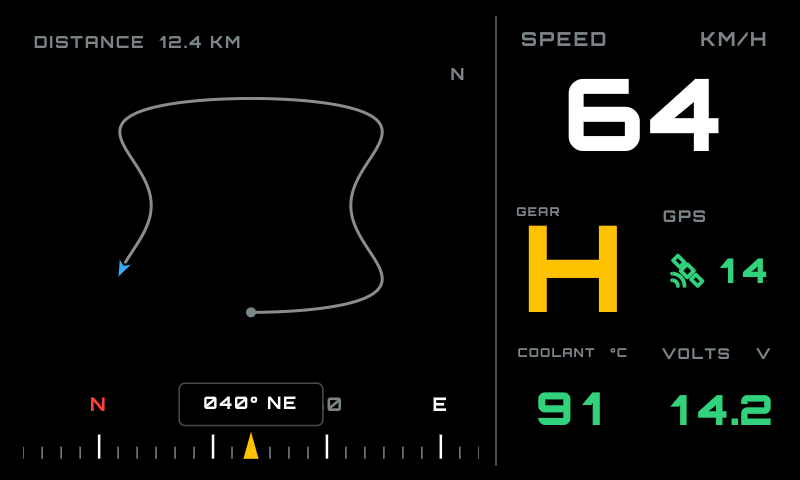 DISTANCE 12.4 KM
N
N
040° NE
0
E
SPEED KM/H
64
GEAR
H
GPS
14
COOLANT °C
91
VOLTS V
14.2